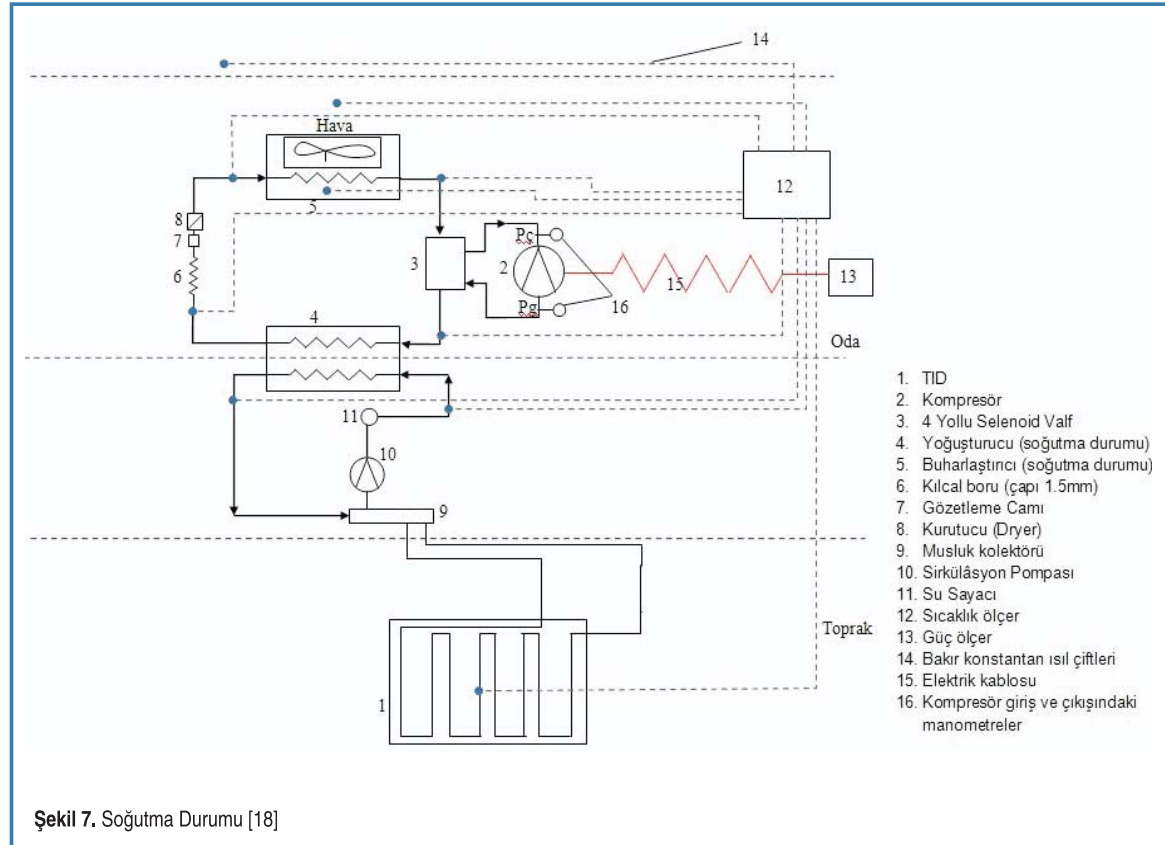 14
Hava
12
5
8
7
6
3
Pç
2
Pg
16
15
13
4
Oda
11
10
9
Toprak
1
1. TID
2. Kompresör
3. 4 Yollu Selenoid Valf
4. Yoğuşturucu (soğutma durumu)
5. Buharlaştırıcı (soğutma durumu)
6. Kılcal boru (çapı 1.5mm)
7. Gözetleme Camı
8. Kurutucu (Dryer)
9. Musluk kolektörü
10. Sirkülâsyon Pompası
11. Su Sayacı
12. Sıcaklık ölçer
13. Güç ölçer
14. Bakır konstantan ısıl çiftleri
15. Elektrik kablosu
16. Kompresör giriş ve çıkışındaki
manometreler
Şekil 7. Soğutma Durumu [18]